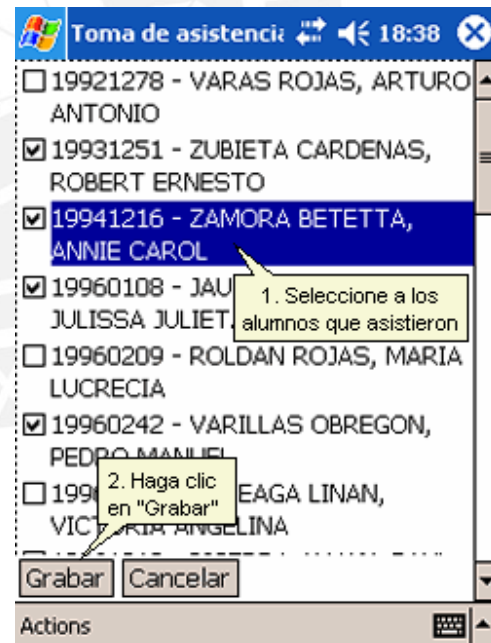 Toma de asistencia 18:38
19921278 - VARAS ROJAS, ARTURO
ANTONIO
19931251 - ZUBIETA CARDENAS,
ROBERT ERNESTO
19941216 - ZAMORA BETETTA,
ANNIE CAROL
19960108 - JAU
JULISSA JULIET
1. Seleccione a los
alumnos que asistieron
19960209 - ROLDAN ROJAS, MARIA
LUCRECIA
19960242 - VARILLAS OBREGON,
PEDRO MANUEL
2. Haga clic
en "Grabar"
199 EAGA LINAN,
VICTORIA ANGELINA
Grabar Cancelar
Actions